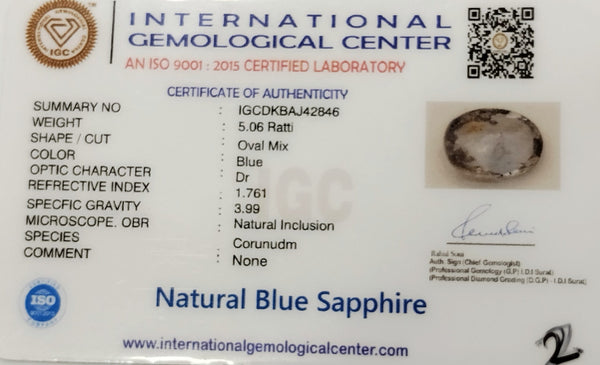 INTERNATIONAL
GEMOLOGICAL CENTER
AN ISO 9001 : 2015 CERTIFIED LABORATORY
IGC
CERTIFICATE OF AUTHENTICITY
SUMMARY NO : IGCDKBAJ42846
WEIGHT : 5.06 Ratti
SHAPE / CUT : Oval Mix
COLOR : Blue
OPTIC CHARACTER : Dr
REFRECTIVE INDEX : 1.761
SPECFIC GRAVITY : 3.99
MICROSCOPE. OBR : Natural Inclusion
SPECIES : Corunudm
COMMENT : None
IGC
Auth. Sign (Chief Gemologist)
(Professional Gemology (G.P) I.D.I Surat)
(Professional Diamond Grading (D.G.P) - I.D.I Surat)
ISO
Natural Blue Sapphire
www.internationalgemologicalcenter.com
2